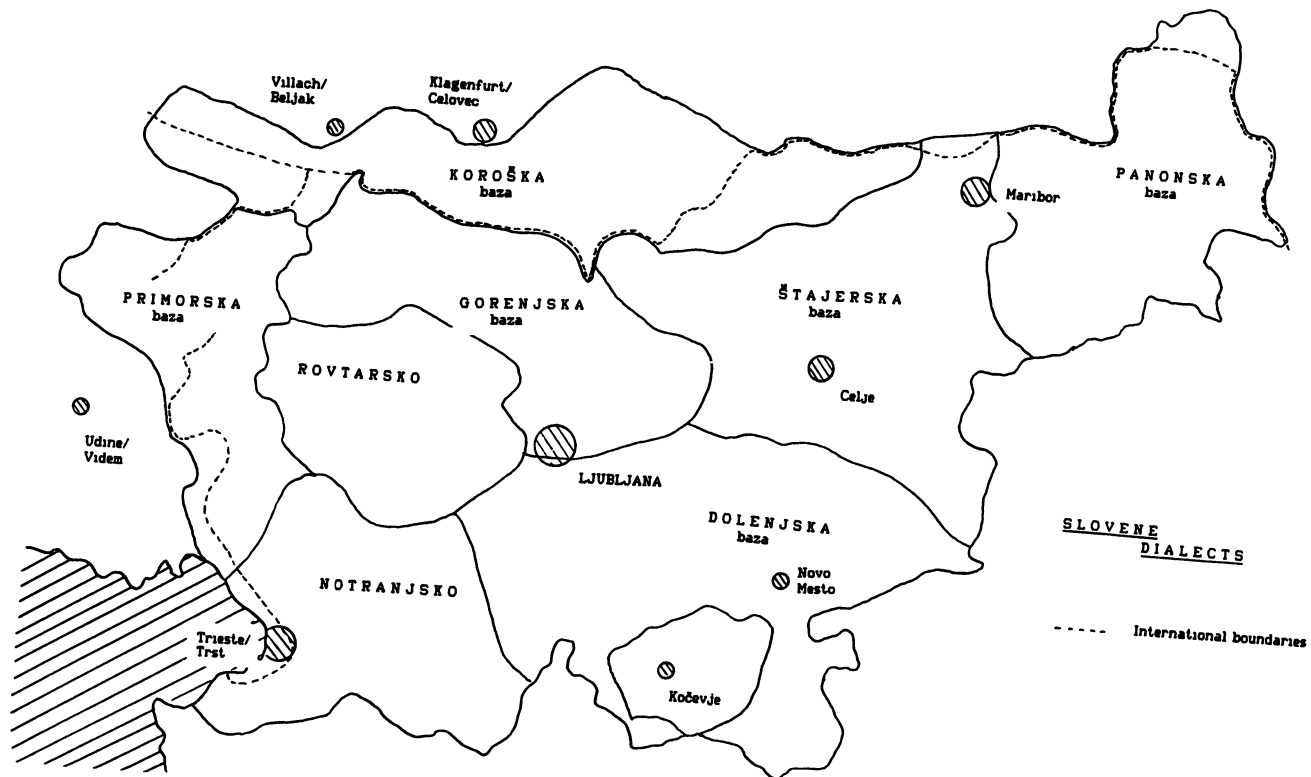 Villach/
Beljak
Klagenfurt/
Celovec
KOROŠKA
baza
PANONSKA
baza
Maribor
PRIMORSKA
baza
GORENJSKA
baza
ŠTAJERSKA
baza
ROVTARSKO
Celje
Udine/
Videm
LJUBLJANA
DOLENJSKA
baza
SLOVENE
DIALECTS
NOTRANJSKO
Novo
Mesto
Trieste/
Trst
International boundaries
Kočevje